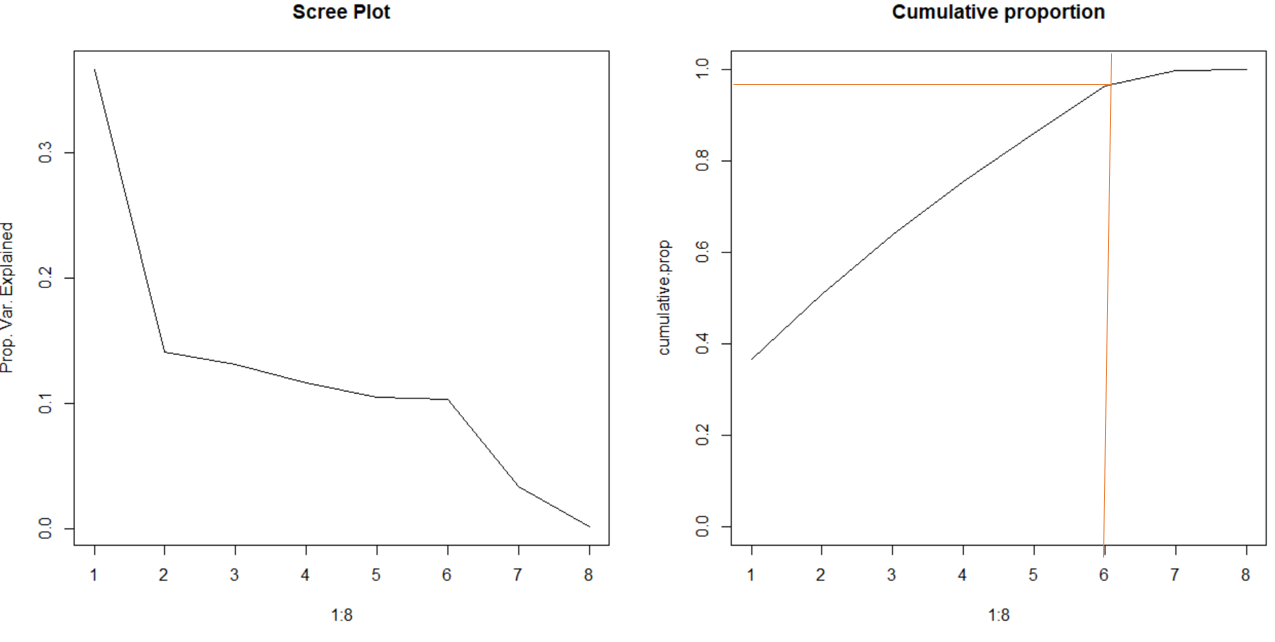 Scree Plot
Prop. Var. Explained
0.3
0.2
0.1
0.0
1 2 3 4 5 6 7 8
1:8
Cumulative proportion
cumulative.prop
1.0
0.8
0.6
0.4
0.2
0.0
1 2 3 4 5 6 7 8
1:8